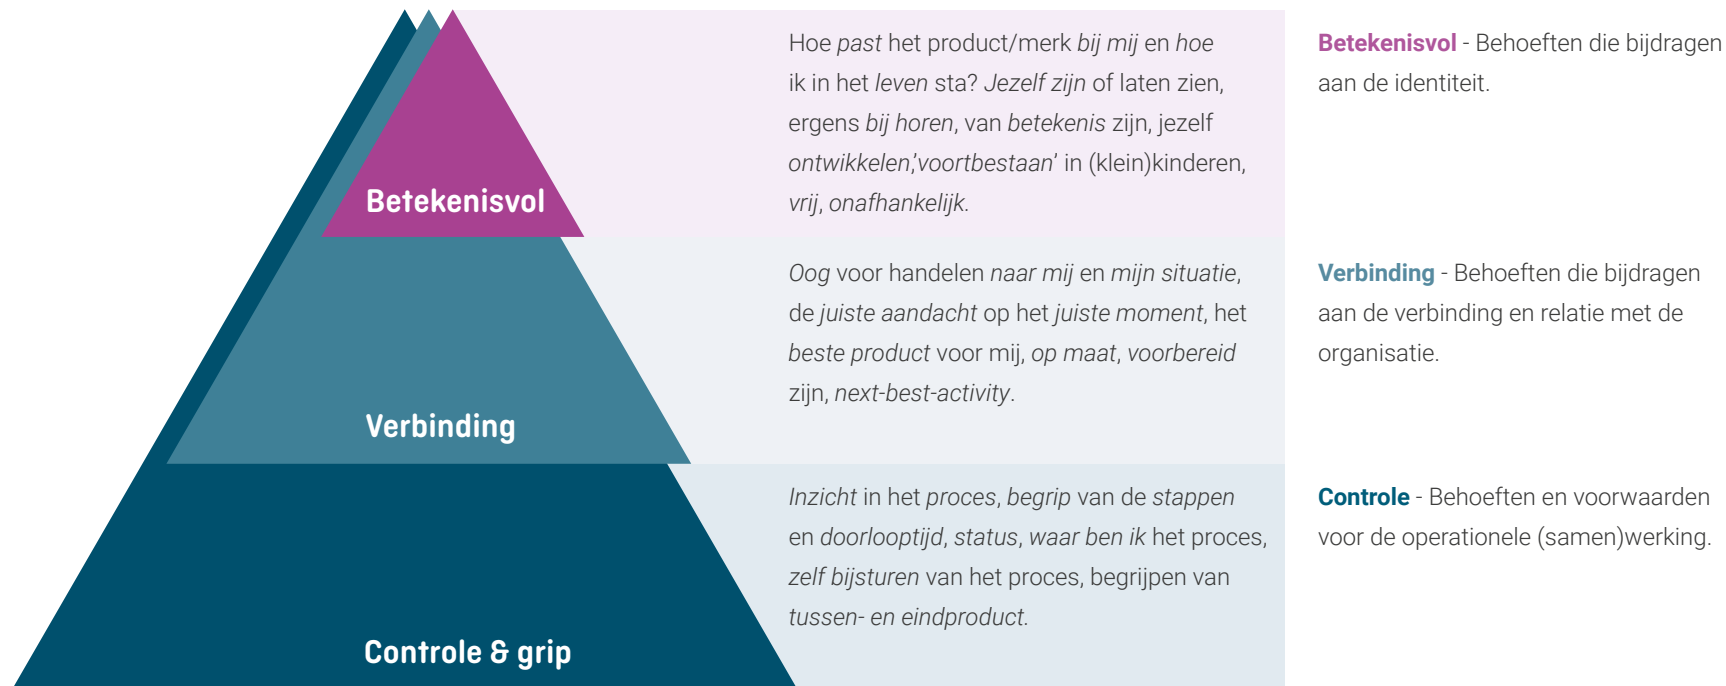 Betekenisvol
Hoe past het product/merk bij mij en hoe
ik in het leven sta? Jezelf zijn of laten zien,
ergens bij horen, van betekenis zijn, jezelf
ontwikkelen,’voortbestaan’ in (klein)kinderen,
vrij, onafhankelijk.
Betekenisvol - Behoeften die bijdragen
aan de identiteit.
Verbinding
Oog voor handelen naar mij en mijn situatie,
de juiste aandacht op het juiste moment, het
beste product voor mij, op maat, voorbereid
zijn, next-best-activity.
Verbinding - Behoeften die bijdragen
aan de verbinding en relatie met de
organisatie.
Controle & grip
Inzicht in het proces, begrip van de stappen
en doorlooptijd, status, waar ben ik het proces,
zelf bijsturen van het proces, begrijpen van
tussen- en eindproduct.
Controle - Behoeften en voorwaarden
voor de operationele (samen)werking.